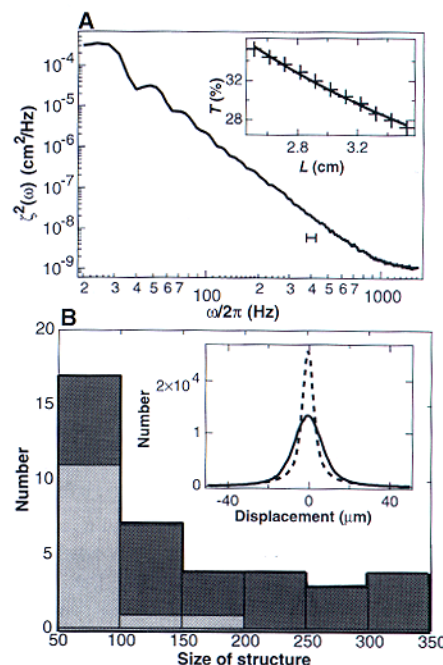 A
10⁻⁴
10⁻⁵
10⁻⁶
10⁻⁷
10⁻⁸
10⁻⁹
ζ²(ω) (cm²/Hz)
2 3 4 5 6 7 100 2 3 4 5 6 7 1000
ω/2π (Hz)
T (%)
32
28
2.8 3.2
L (cm)
B
20
15
10
5
0
Number
50 100 150 200 250 300 350
Size of structure
Number
2×10⁴
1
0
-40 0 40
Displacement (μm)